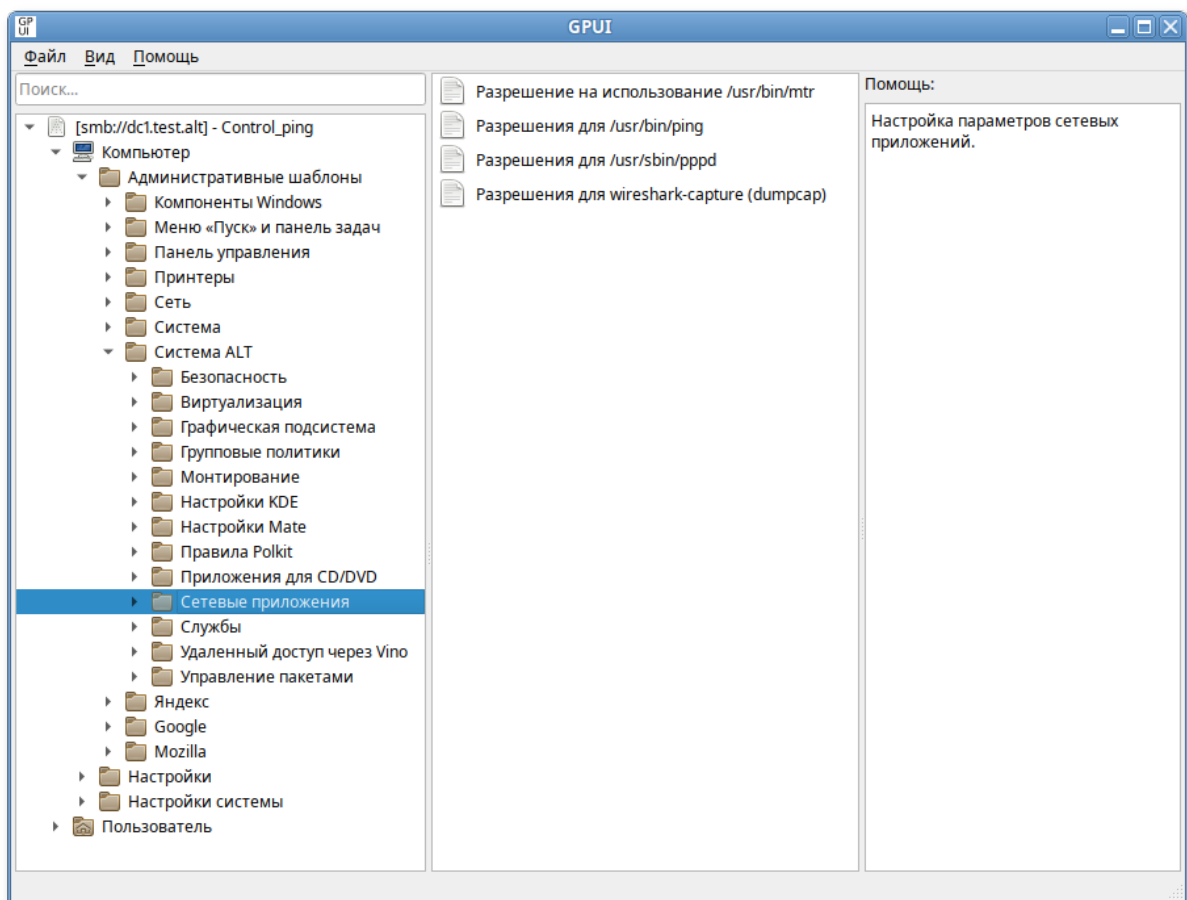 GP
UI
GPUI
Файл Вид Помощь
Поиск...
[smb://dc1.test.alt] - Control_ping
Компьютер
Административные шаблоны
Компоненты Windows
Меню «Пуск» и панель задач
Панель управления
Принтеры
Сеть
Система
Система ALT
Безопасность
Виртуализация
Графическая подсистема
Групповые политики
Монтирование
Настройки KDE
Настройки Mate
Правила Polkit
Приложения для CD/DVD
Сетевые приложения
Службы
Удаленный доступ через Vino
Управление пакетами
Яндекс
Google
Mozilla
Настройки
Настройки системы
Пользователь
Разрешение на использование /usr/bin/mtr
Разрешения для /usr/bin/ping
Разрешения для /usr/sbin/pppd
Разрешения для wireshark-capture (dumpcap)
Помощь:
Настройка параметров сетевых
приложений.